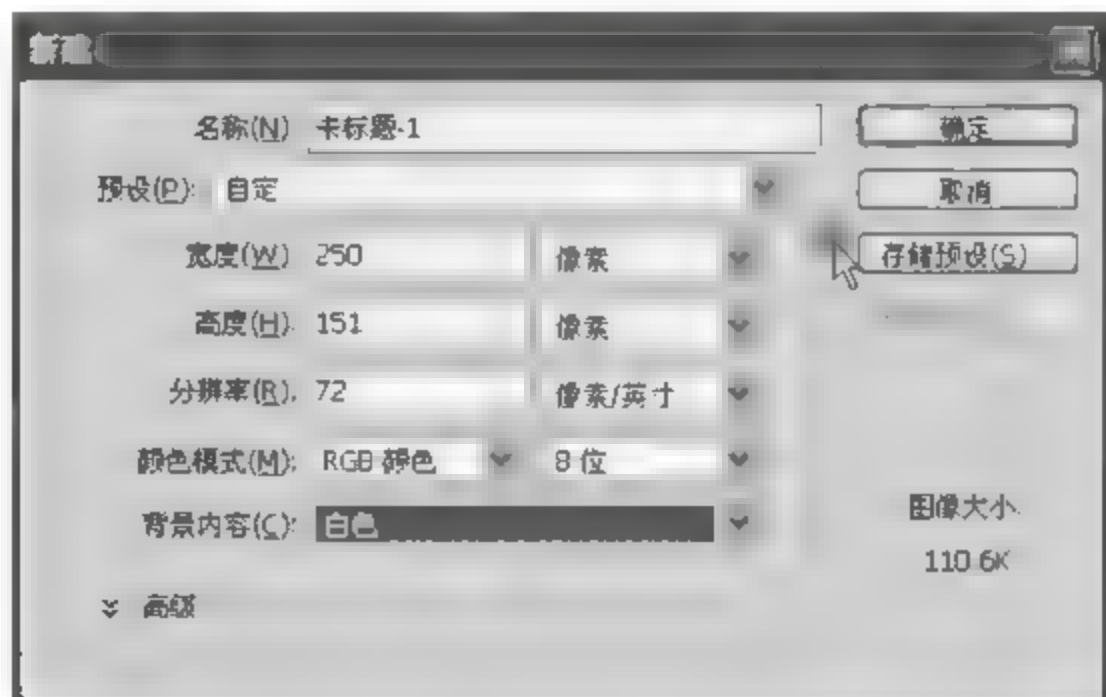 新建
名称(N) 卡标题-1
确定
预设(P): 自定
取消
宽度(W) 250 像素
存储预设(S)
高度(H) 151 像素
分辨率(R), 72 像素/英寸
颜色模式(M): RGB 颜色 8 位
背景内容(C): 白色
图像大小
110 6K
高级